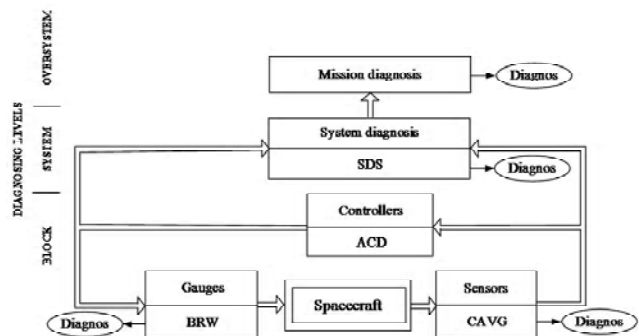 OVERSYSTEM
Mission diagnosis
Diagnos
DIAGNOSING LEVELS
SYSTEM
System diagnosis
SDS
Diagnos
BLOCK
Controllers
ACD
Gauges
BRW
Diagnos
Spacecraft
Sensors
CAVG
Diagnos